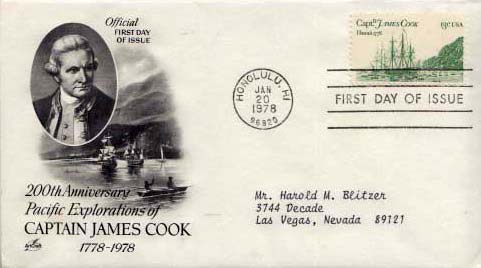 Official
FIRST DAY
OF ISSUE
Capt. JAMES COOK
Hawaii 1778
13c USA
HONOLULU, HI
JAN
20
1978
96820
FIRST DAY OF ISSUE
200th Anniversary
Pacific Explorations of
CAPTAIN JAMES COOK
1778-1978
Mr. Harold M. Blitzer
3744 Decade
Las Vegas, Nevada 89121